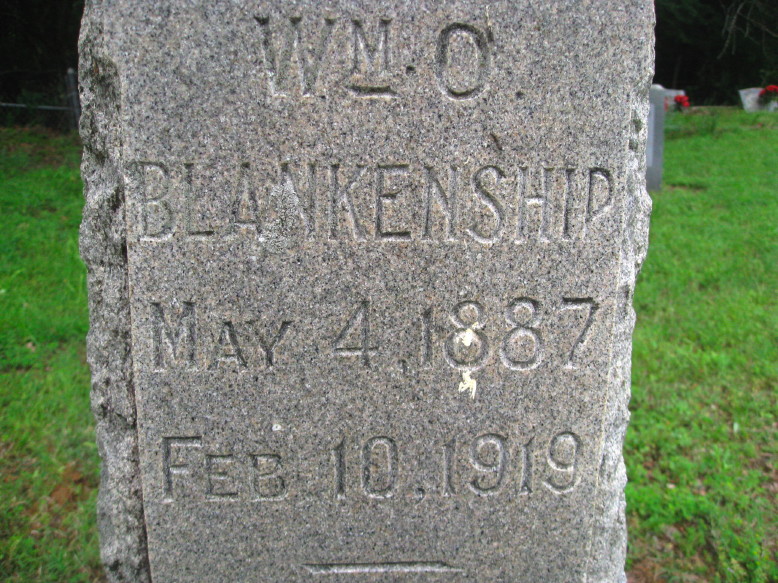 Wm. O.
BLANKENSHIP
MAY 4, 1887
FEB 10, 1919